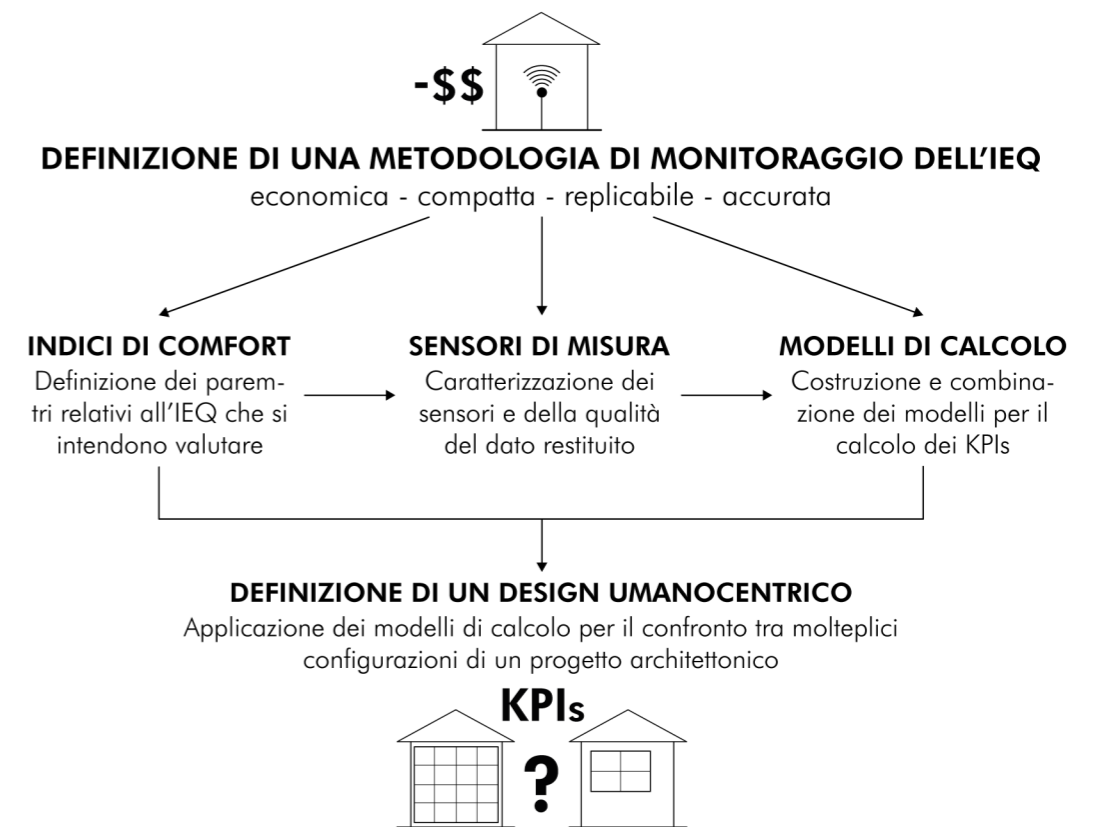 -$$
DEFINIZIONE DI UNA METODOLOGIA DI MONITORAGGIO DELL'IEQ
economica - compatta - replicabile - accurata
INDICI DI COMFORT
Definizione dei parem-
tri relativi all'IEQ che si
intendono valutare
SENSORI DI MISURA
Caratterizzazione dei
sensori e della qualità
del dato restituito
MODELLI DI CALCOLO
Costruzione e combina-
zione dei modelli per il
calcolo dei KPIs
DEFINIZIONE DI UN DESIGN UMANOCENTRICO
Applicazione dei modelli di calcolo per il confronto tra molteplici
configurazioni di un progetto architettonico
KPIs
?